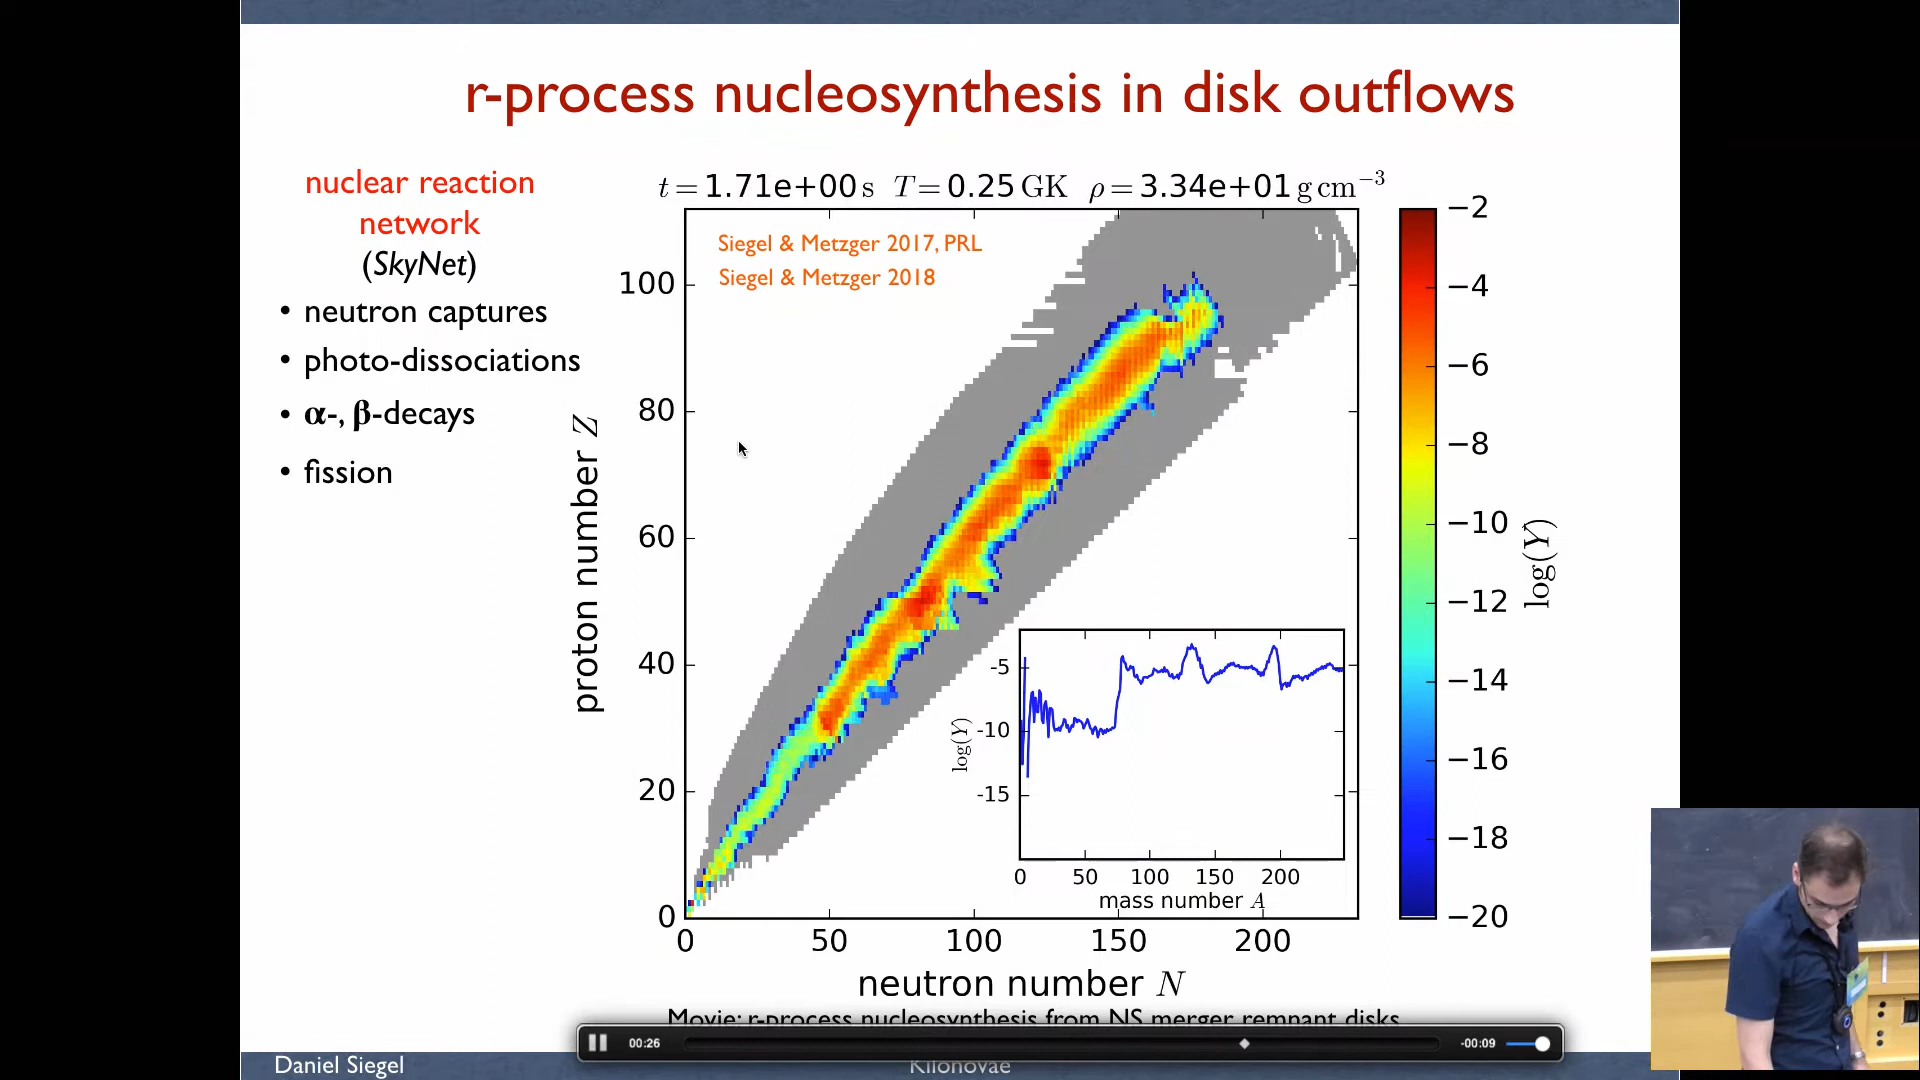 r-process nucleosynthesis in disk outflows
nuclear reaction
network
(SkyNet)
• neutron captures
• photo-dissociations
• α-, β-decays
• fission
t = 1.71e+00 s T = 0.25 GK ρ = 3.34e+01 g cm⁻³
Siegel & Metzger 2017, PRL
Siegel & Metzger 2018
proton number Z
100
80
60
40
20
0
0 50 100 150 200
neutron number N
log(Y)
-5
-10
-15
0 50 100 150 200
mass number A
−2
−4
−6
−8
−10
−12
−14
−16
−18
−20
log(Y)
Movie: r-process nucleosynthesis from NS merger remnant disks
00:26
-00:09
Daniel Siegel
Kilonovae